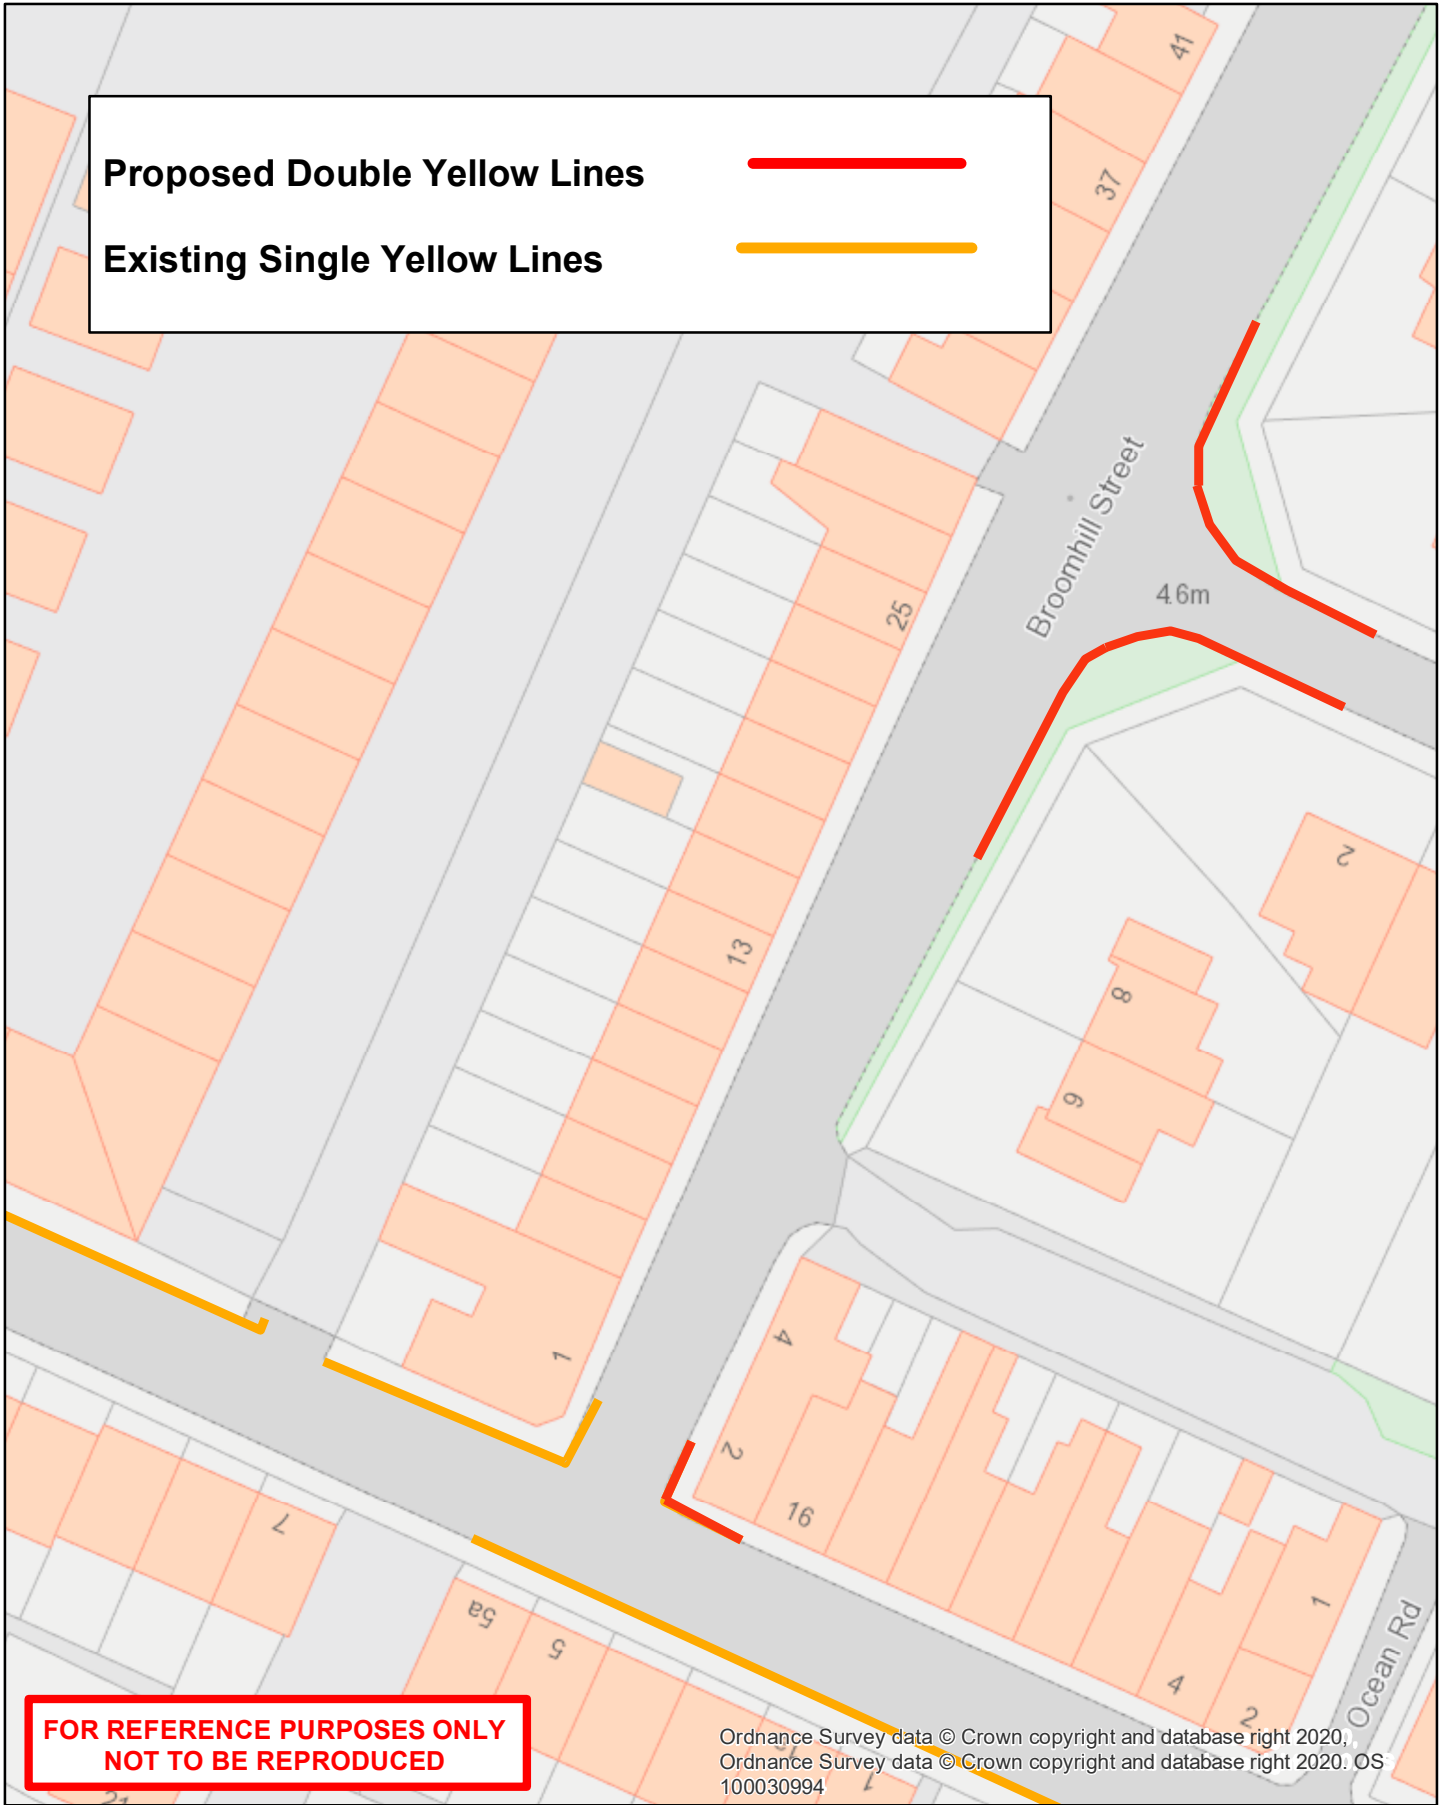 41
Proposed Double Yellow Lines
37
Existing Single Yellow Lines
Broomhill Street
4.6m
25
2
13
8
6
1
4
2
16
7
5a
5
1
4
2
Ocean Rd
FOR REFERENCE PURPOSES ONLY
NOT TO BE REPRODUCED
Ordnance Survey data © Crown copyright and database right 2020,
Ordnance Survey data © Crown copyright and database right 2020. OS
100030994
1
21